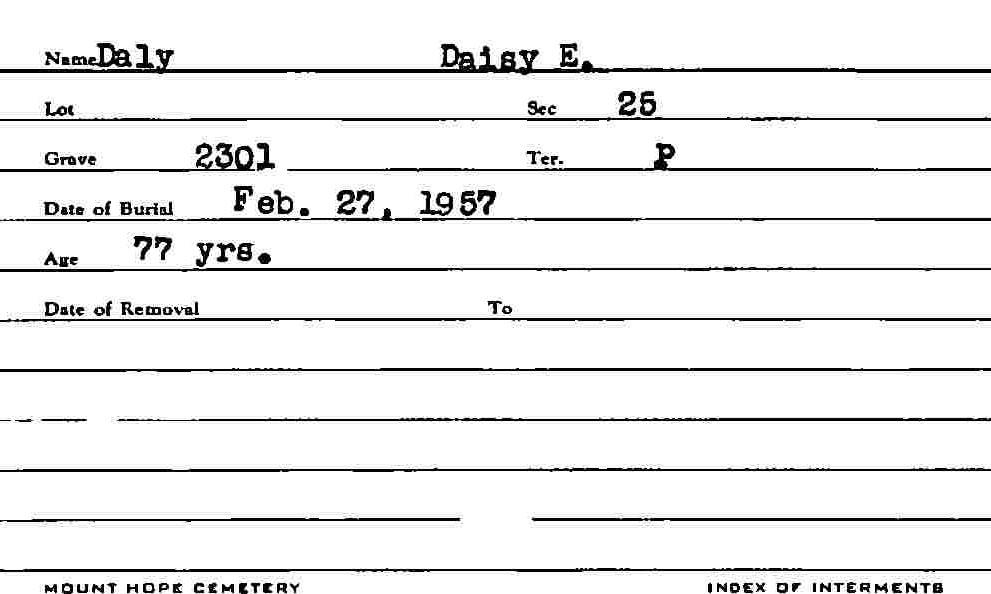 Name Daly Daisy E.
Lot Sec 25
Grave 2301 Ter. P
Date of Burial Feb. 27, 1957
Age 77 yrs.
Date of Removal To
MOUNT HOPE CEMETERY INDEX OF INTERMENTS